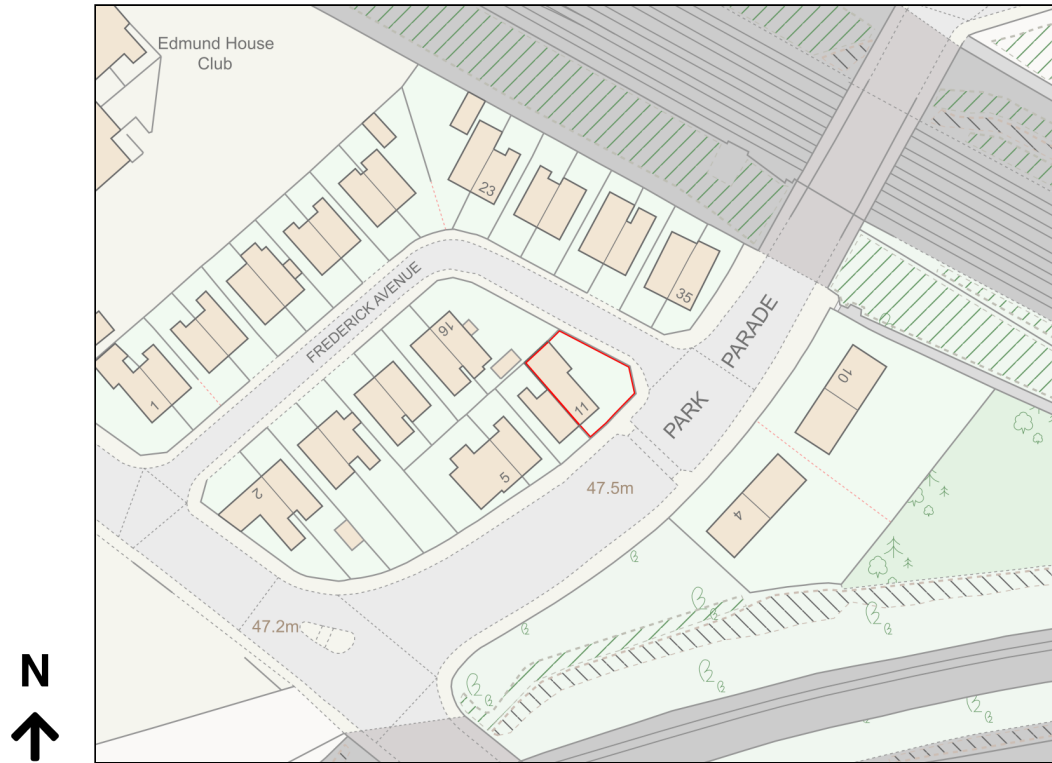 Edmund House
Club
23
35
FREDERICK AVENUE
PARK PARADE
16
1
11
10
5
2
4
47.5m
47.2m
N